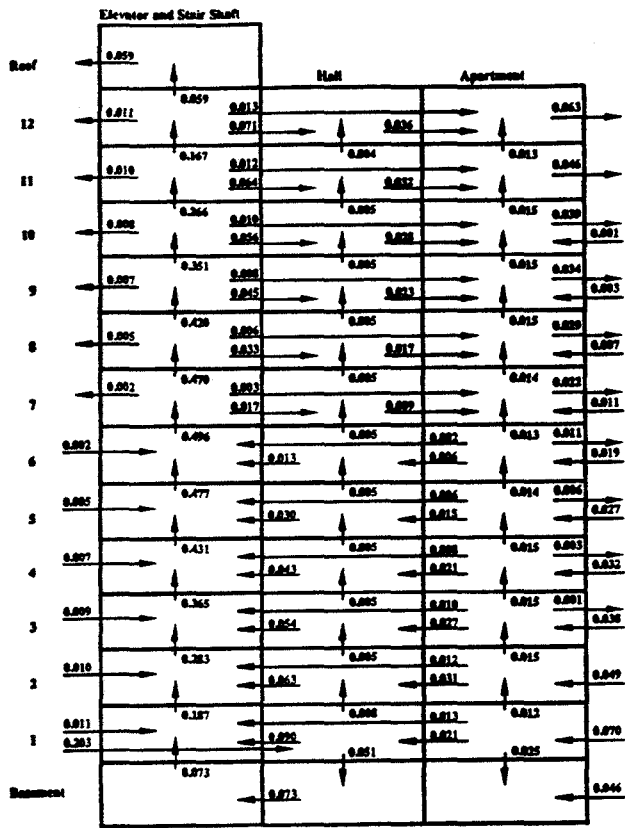 Elevator and Stair Shaft
Roof 0.059
Hall Apartment
0.059 0.013 0.063
12 0.011 0.071 0.036
0.167 0.012 0.004 0.013 0.046
11 0.010 0.064 0.032
0.266 0.010 0.005 0.015 0.039
10 0.008 0.056 0.028 0.001
0.351 0.008 0.005 0.015 0.034
9 0.007 0.045 0.023 0.003
0.420 0.006 0.005 0.015 0.029
8 0.005 0.033 0.017 0.007
0.470 0.003 0.005 0.014 0.022
7 0.002 0.017 0.009 0.011
0.496 0.005 0.002 0.013 0.011
6 0.002 0.013 0.006 0.019
0.477 0.005 0.006 0.014 0.006
5 0.005 0.030 0.015 0.027
0.431 0.005 0.008 0.015 0.003
4 0.007 0.043 0.021 0.032
0.365 0.005 0.010 0.015 0.001
3 0.009 0.054 0.027 0.038
0.283 0.005 0.012 0.015
2 0.010 0.063 0.031 0.049
0.187 0.008 0.013 0.012
0.011
1 0.203 0.090 0.021 0.070
0.073 0.051 0.025
Basement 0.073 0.046